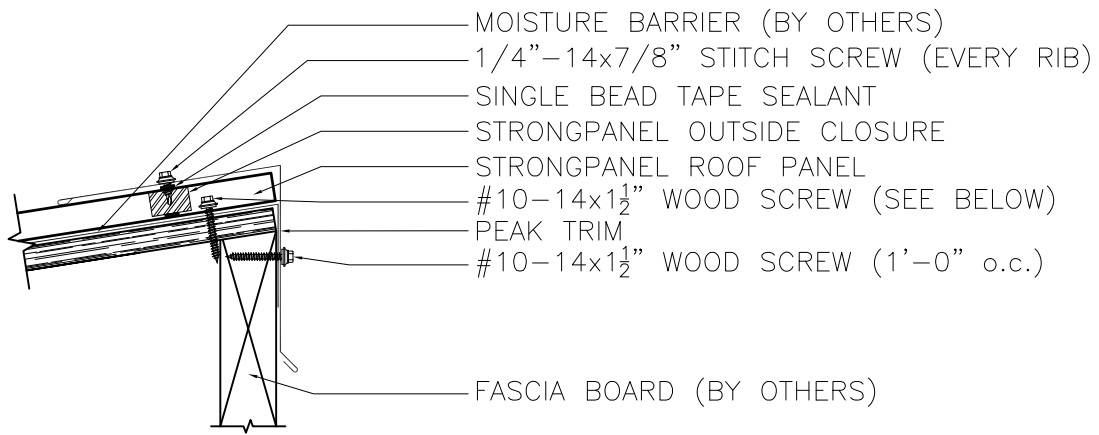 MOISTURE BARRIER (BY OTHERS)
1/4”–14x7/8” STITCH SCREW (EVERY RIB)
SINGLE BEAD TAPE SEALANT
STRONGPANEL OUTSIDE CLOSURE
STRONGPANEL ROOF PANEL
#10–14x1½” WOOD SCREW (SEE BELOW)
PEAK TRIM
#10–14x1½” WOOD SCREW (1’–0” o.c.)
FASCIA BOARD (BY OTHERS)